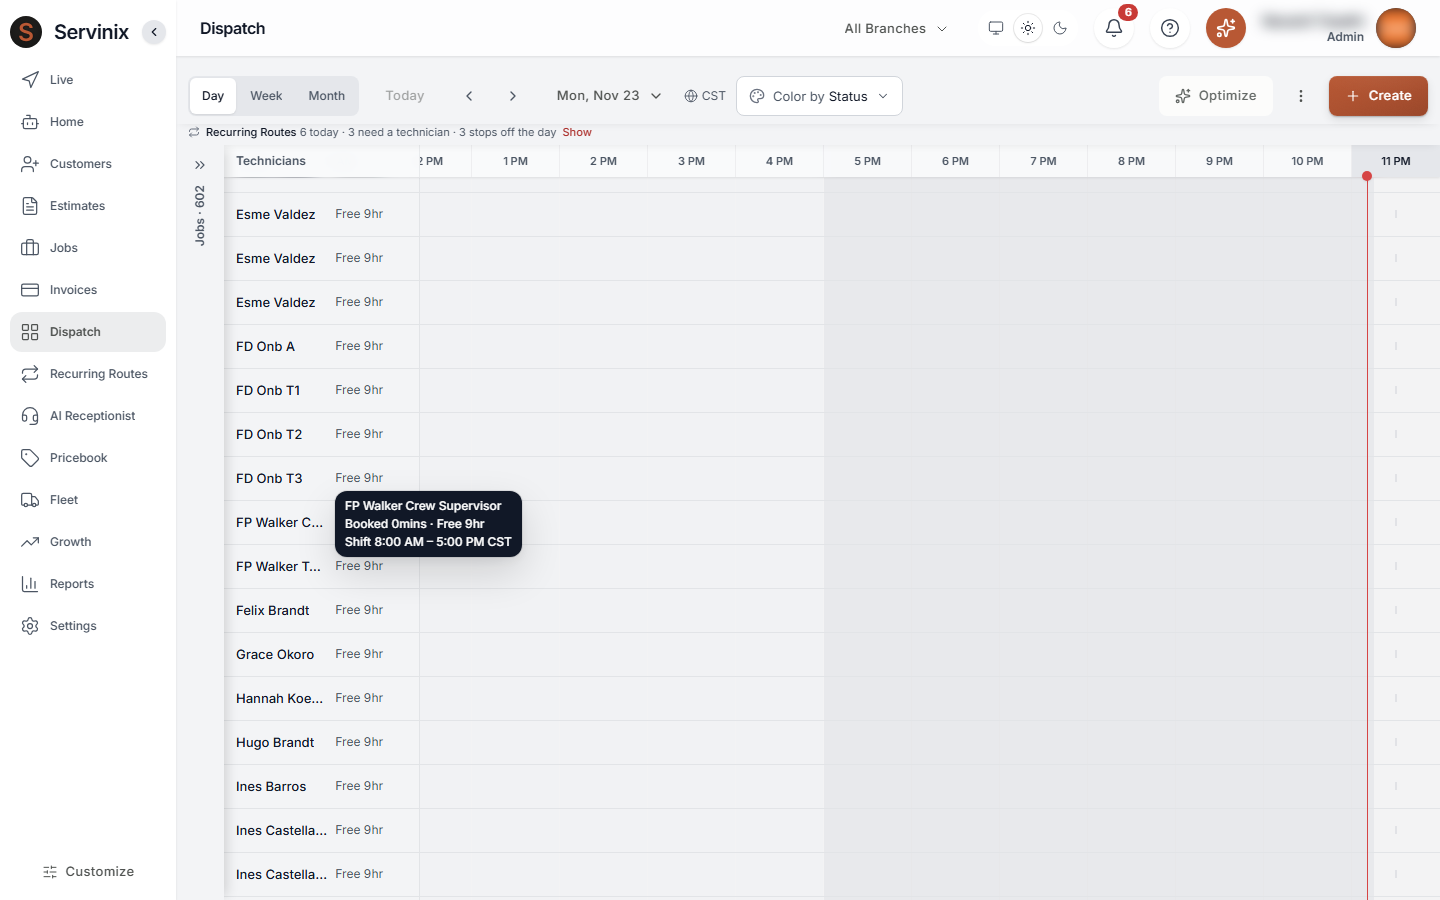 S Servinix
Live
Home
Customers
Estimates
Jobs
Invoices
Dispatch
Recurring Routes
AI Receptionist
Pricebook
Fleet
Growth
Reports
Settings
Customize
Dispatch
All Branches
6
Admin
Day Week Month Today Mon, Nov 23 CST Color by Status Optimize Create
Recurring Routes 6 today · 3 need a technician · 3 stops off the day Show
Jobs · 602
Technicians 2 PM 1 PM 2 PM 3 PM 4 PM 5 PM 6 PM 7 PM 8 PM 9 PM 10 PM 11 PM
Esme Valdez Free 9hr
Esme Valdez Free 9hr
Esme Valdez Free 9hr
FD Onb A Free 9hr
FD Onb T1 Free 9hr
FD Onb T2 Free 9hr
FD Onb T3 Free 9hr
FP Walker C...
FP Walker Crew Supervisor
Booked 0mins · Free 9hr
Shift 8:00 AM – 5:00 PM CST
FP Walker T... Free 9hr
Felix Brandt Free 9hr
Grace Okoro Free 9hr
Hannah Koe... Free 9hr
Hugo Brandt Free 9hr
Ines Barros Free 9hr
Ines Castella... Free 9hr
Ines Castella... Free 9hr